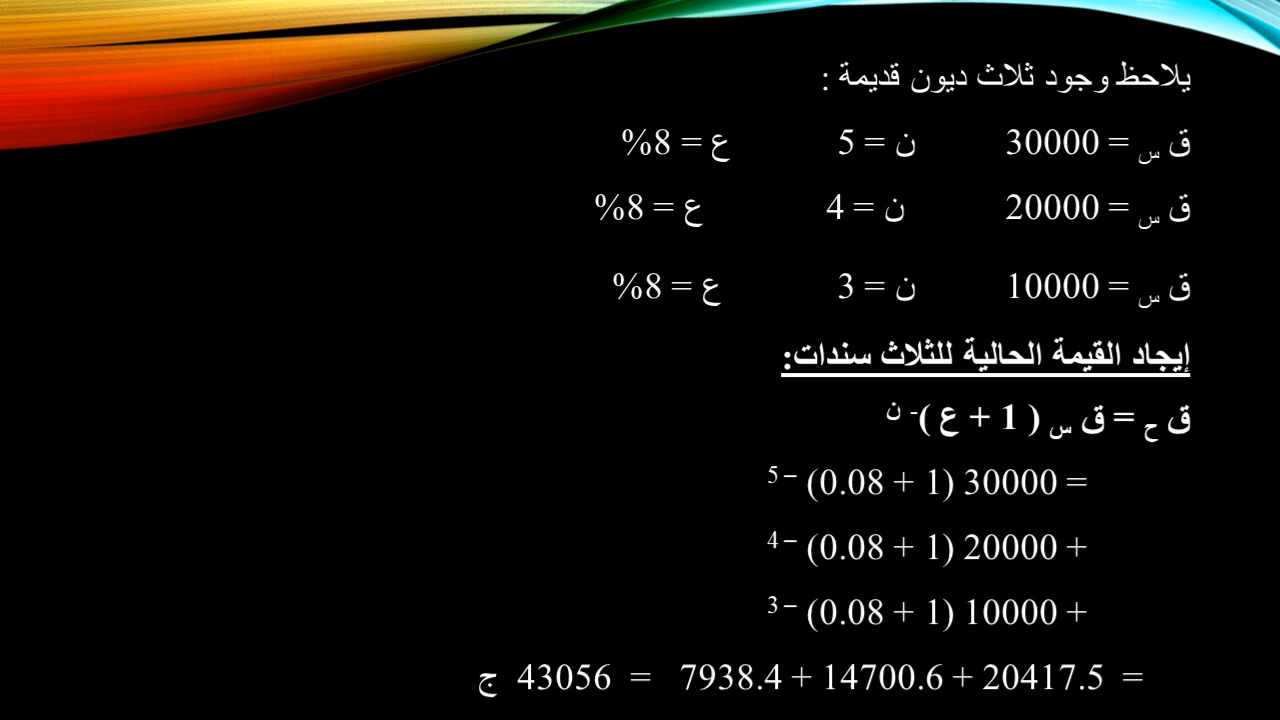 يلاحظ وجود ثلاث ديون قديمة :
ق س = 30000 ن = 5 ع = 8%
ق س = 20000 ن = 4 ع = 8%
ق س = 10000 ن = 3 ع = 8%
إيجاد القيمة الحالية للثلاث سندات:
ق ح = ق س ( 1 + ع )- ن
= 30000 (1 + 0.08) – 5
+ 20000 (1 + 0.08) – 4
+ 10000 (1 + 0.08) – 3
= 20417.5 + 14700.6 + 7938.4 = 43056 ج